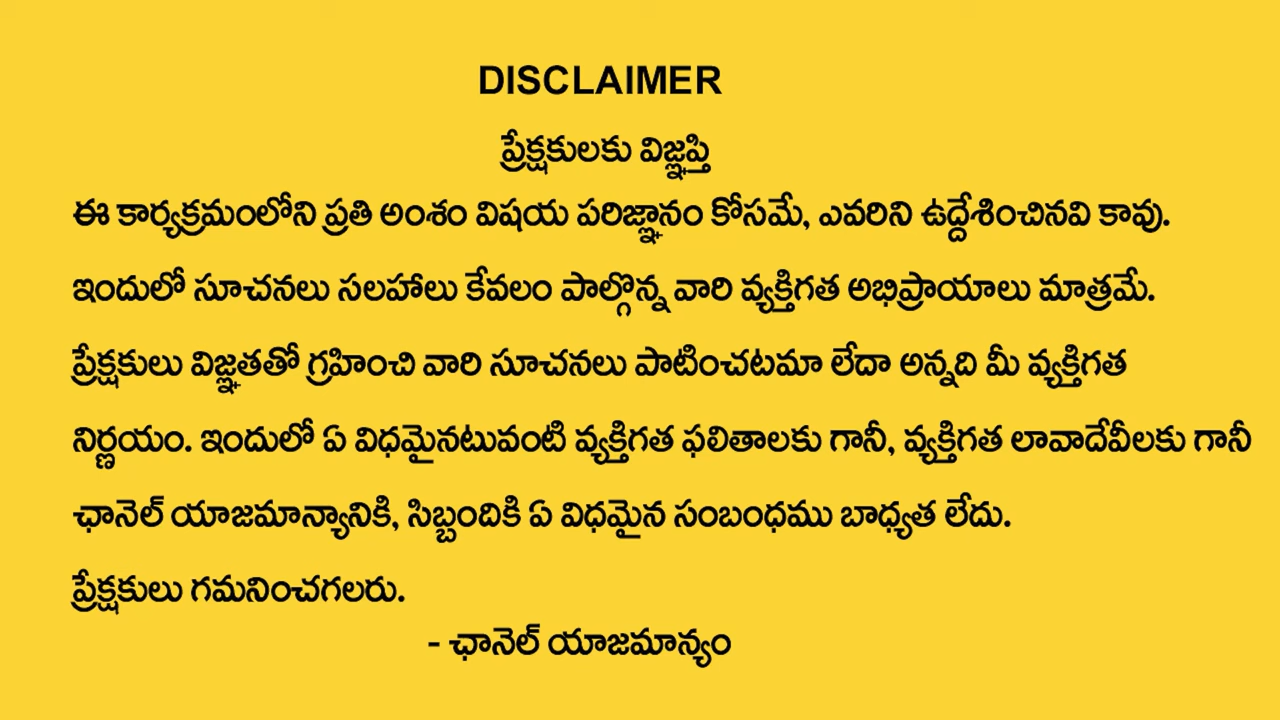 DISCLAIMER
ప్రేక్షకులకు విజ్ఞప్తి
ఈ కార్యక్రమంలోని ప్రతి అంశం విషయ పరిజ్ఞానం కోసమే, ఎవరిని ఉద్దేశించినవి కావు.
ఇందులో సూచనలు సలహాలు కేవలం పాల్గొన్న వారి వ్యక్తిగత అభిప్రాయాలు మాత్రమే.
ప్రేక్షకులు విజ్ఞతతో గ్రహించి వారి సూచనలు పాటించటమా లేదా అన్నది మీ వ్యక్తిగత
నిర్ణయం. ఇందులో ఏ విధమైనటువంటి వ్యక్తిగత ఫలితాలకు గానీ, వ్యక్తిగత లావాదేవీలకు గానీ
ఛానెల్ యాజమాన్యానికి, సిబ్బందికి ఏ విధమైన సంబంధము బాధ్యత లేదు.
ప్రేక్షకులు గమనించగలరు.
- ఛానెల్ యాజమాన్యం